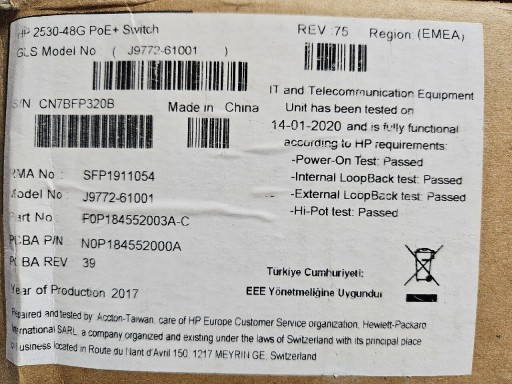 HP 2530-48G PoE+ Switch
REV : 75
Region: (EMEA)
GLS Model No ( J9772-61001 )
S/N CN7BFP320B
Made in China
IT and Telecommunication Equipment
Unit has been tested on
14-01-2020 and is fully functional
according to HP requirements:
-Power-On Test: Passed
-Internal LoopBack test: Passed
-External LoopBack test: Passed
-Hi-Pot test: Passed
RMA No : SFP1911054
Model No : J9772-61001
Part No : F0P184552003A-C
PCBA P/N N0P184552000A
PCBA REV 39
Year of Production 2017
Türkiye Cumhuriyeti:
EEE Yönetmeliğine Uygundur
Repaired and tested by: Accton-Taiwan, care of HP Europe Customer Service organization, Hewlett-Packard
International SARL, a company organized and existing under the laws of Switzerland with its principal place
of business located in Route du Nant d'Avril 150, 1217 MEYRIN GE, Switzerland